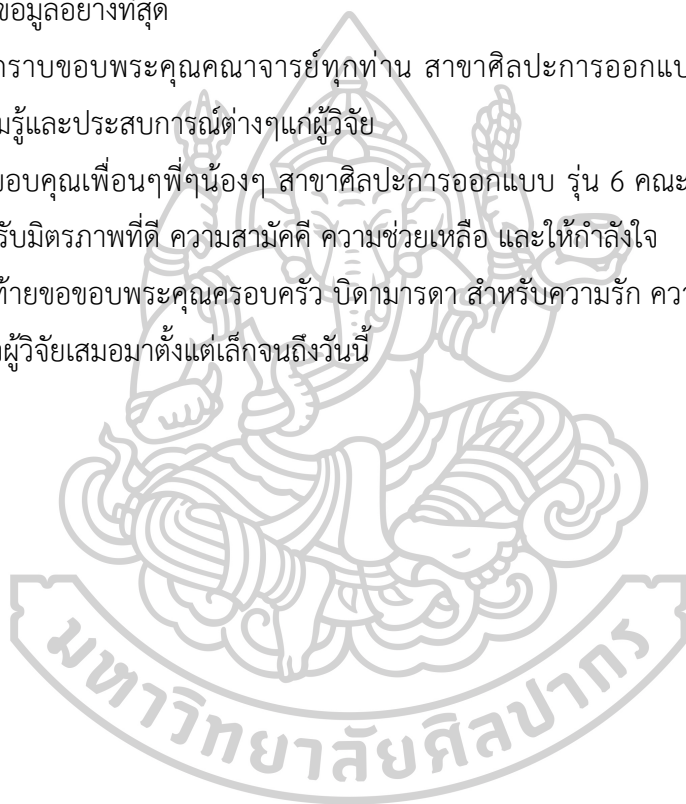 ข้อมูลอย่างที่สุด
กราบขอบพระคุณคณาจารย์ทุกท่าน สาขาศิลปะการออกแบ
มรู้และประสบการณ์ต่างๆแก่ผู้วิจัย
ขอบคุณเพื่อนๆพี่ๆน้องๆ สาขาศิลปะการออกแบบ รุ่น 6 คณะ
รับมิตรภาพที่ดี ความสามัคคี ความช่วยเหลือ และให้กำลังใจ
ท้ายขอขอบพระคุณครอบครัว บิดามารดา สำหรับความรัก ควา
ผู้วิจัยเสมอมาตั้งแต่เล็กจนถึงวันนี้
มหาวิทยาลัยศิลปากร